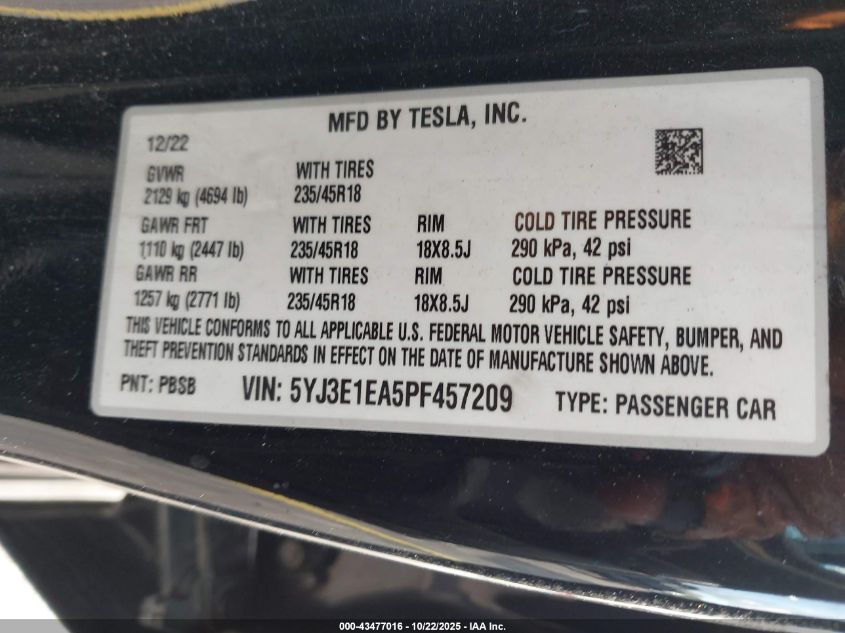 MFD BY TESLA, INC.
12/22
GVWR WITH TIRES
2129 kg (4694 lb) 235/45R18
GAWR FRT WITH TIRES RIM COLD TIRE PRESSURE
1110 kg (2447 lb) 235/45R18 18X8.5J 290 kPa, 42 psi
GAWR RR WITH TIRES RIM COLD TIRE PRESSURE
1257 kg (2771 lb) 235/45R18 18X8.5J 290 kPa, 42 psi
THIS VEHICLE CONFORMS TO ALL APPLICABLE U.S. FEDERAL MOTOR VEHICLE SAFETY, BUMPER, AND
THEFT PREVENTION STANDARDS IN EFFECT ON THE DATE OF MANUFACTURE SHOWN ABOVE.
PNT: PBSB VIN: 5YJ3E1EA5PF457209 TYPE: PASSENGER CAR
000-43477016 - 10/22/2025 - IAA Inc.